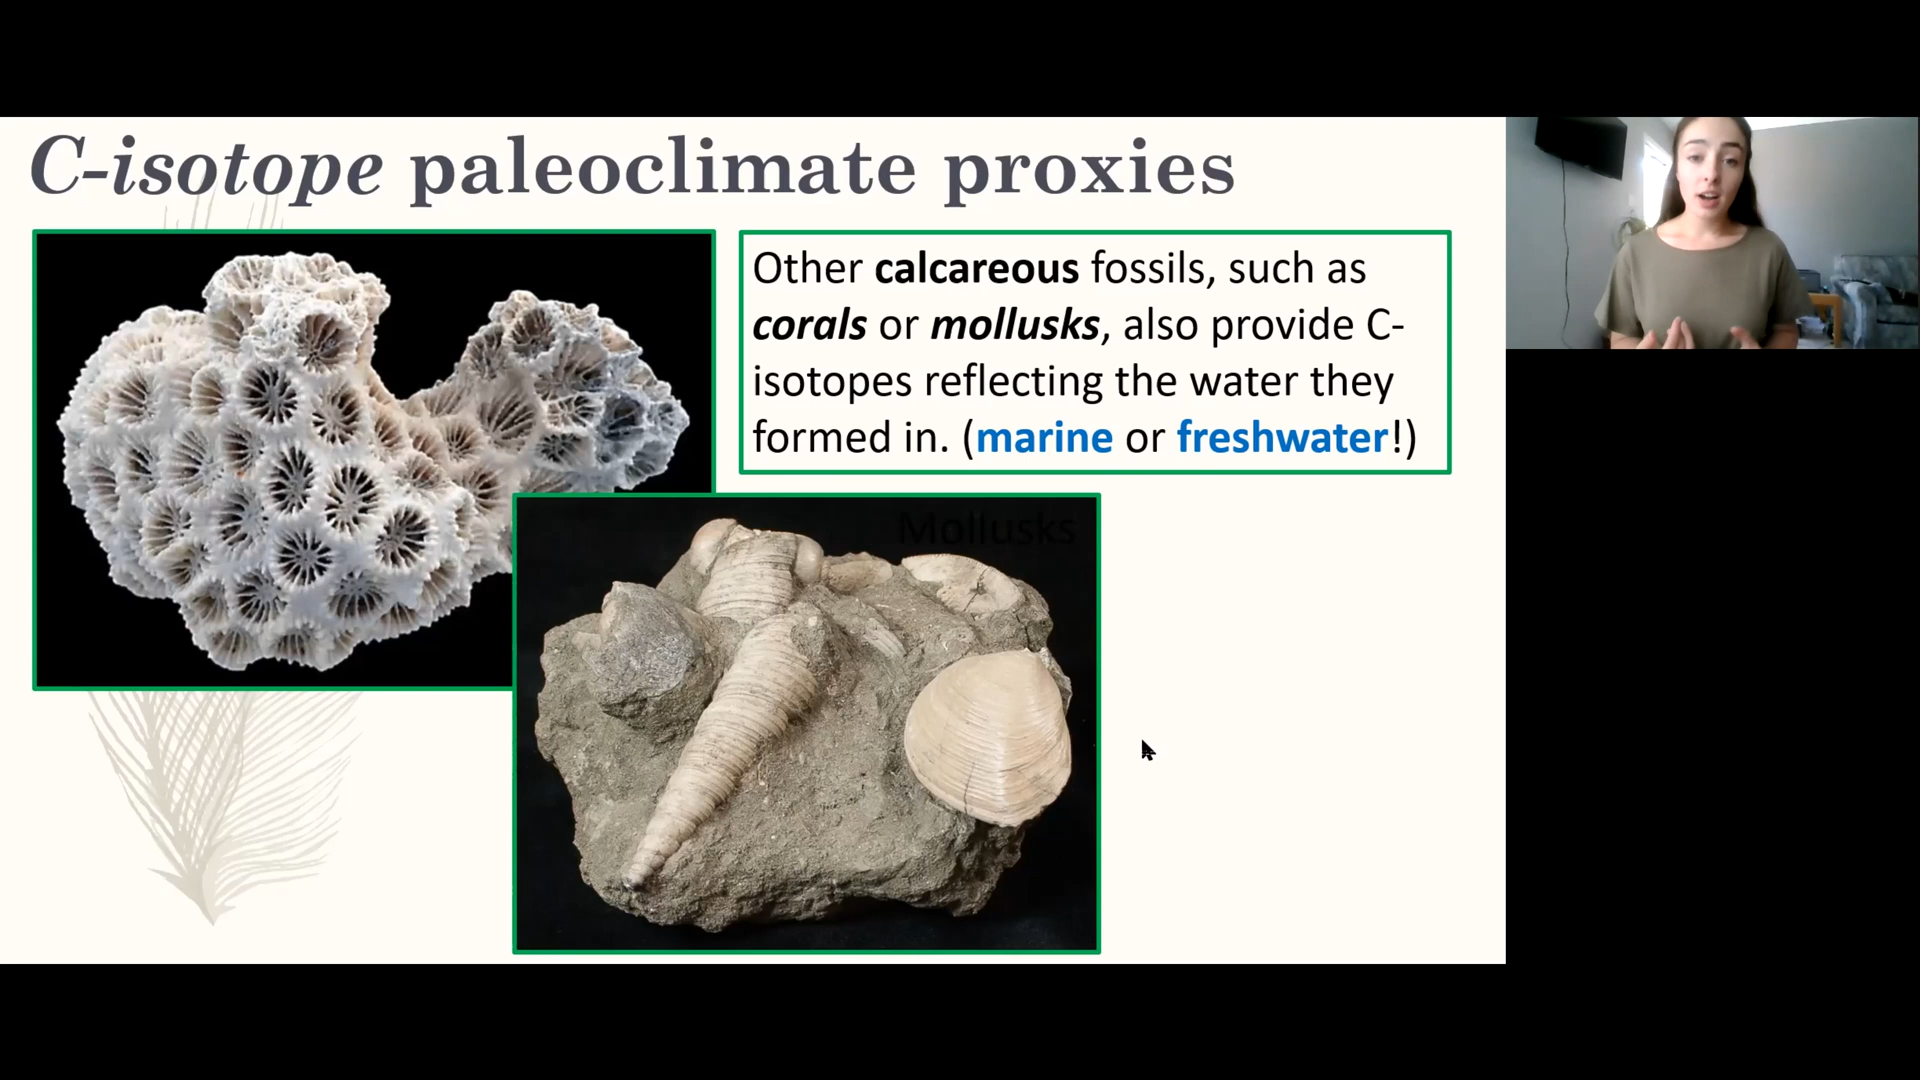 C-isotope paleoclimate proxies
Other calcareous fossils, such as
corals or mollusks, also provide C-
isotopes reflecting the water they
formed in. (marine or freshwater!)
Mollusks